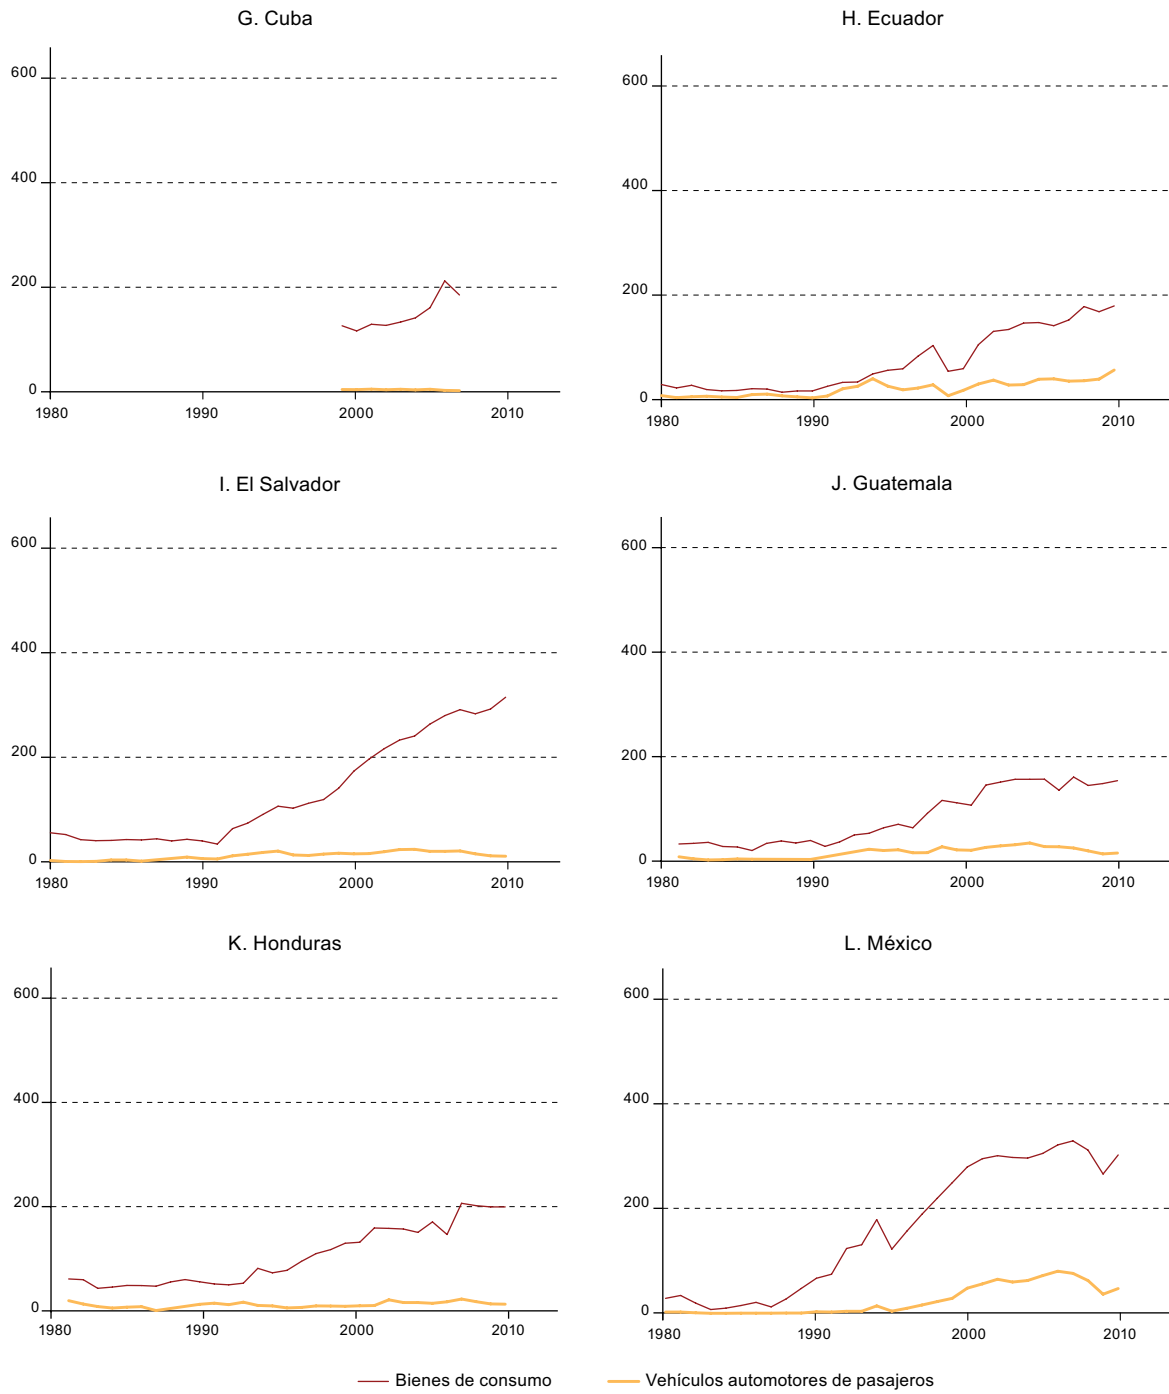 G. Cuba
600
400
200
0
1980 1990 2000 2010
H. Ecuador
600
400
200
0
1980 1990 2000 2010
I. El Salvador
600
400
200
0
1980 1990 2000 2010
J. Guatemala
600
400
200
0
1980 1990 2000 2010
K. Honduras
600
400
200
0
1980 1990 2000 2010
L. México
600
400
200
0
1980 1990 2000 2010
Bienes de consumo
Vehículos automotores de pasajeros